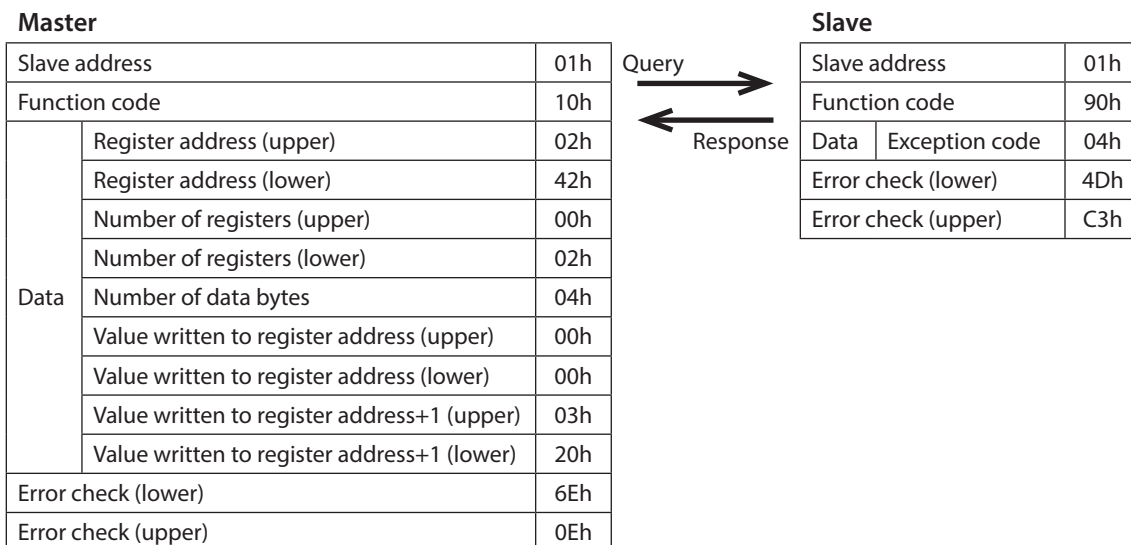 Master
Slave address 01h
Function code 10h
Data
Register address (upper) 02h
Register address (lower) 42h
Number of registers (upper) 00h
Number of registers (lower) 02h
Number of data bytes 04h
Value written to register address (upper) 00h
Value written to register address (lower) 00h
Value written to register address+1 (upper) 03h
Value written to register address+1 (lower) 20h
Error check (lower) 6Eh
Error check (upper) 0Eh
Query
Response
Slave
Slave address 01h
Function code 90h
Data Exception code 04h
Error check (lower) 4Dh
Error check (upper) C3h